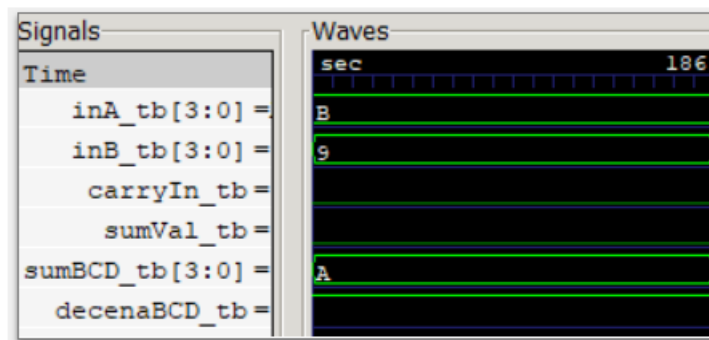 Signals
Waves
Time
sec 186
inA_tb[3:0] =
B
inB_tb[3:0] =
9
carryIn_tb =
sumVal_tb =
sumBCD_tb[3:0] =
A
decenaBCD_tb =